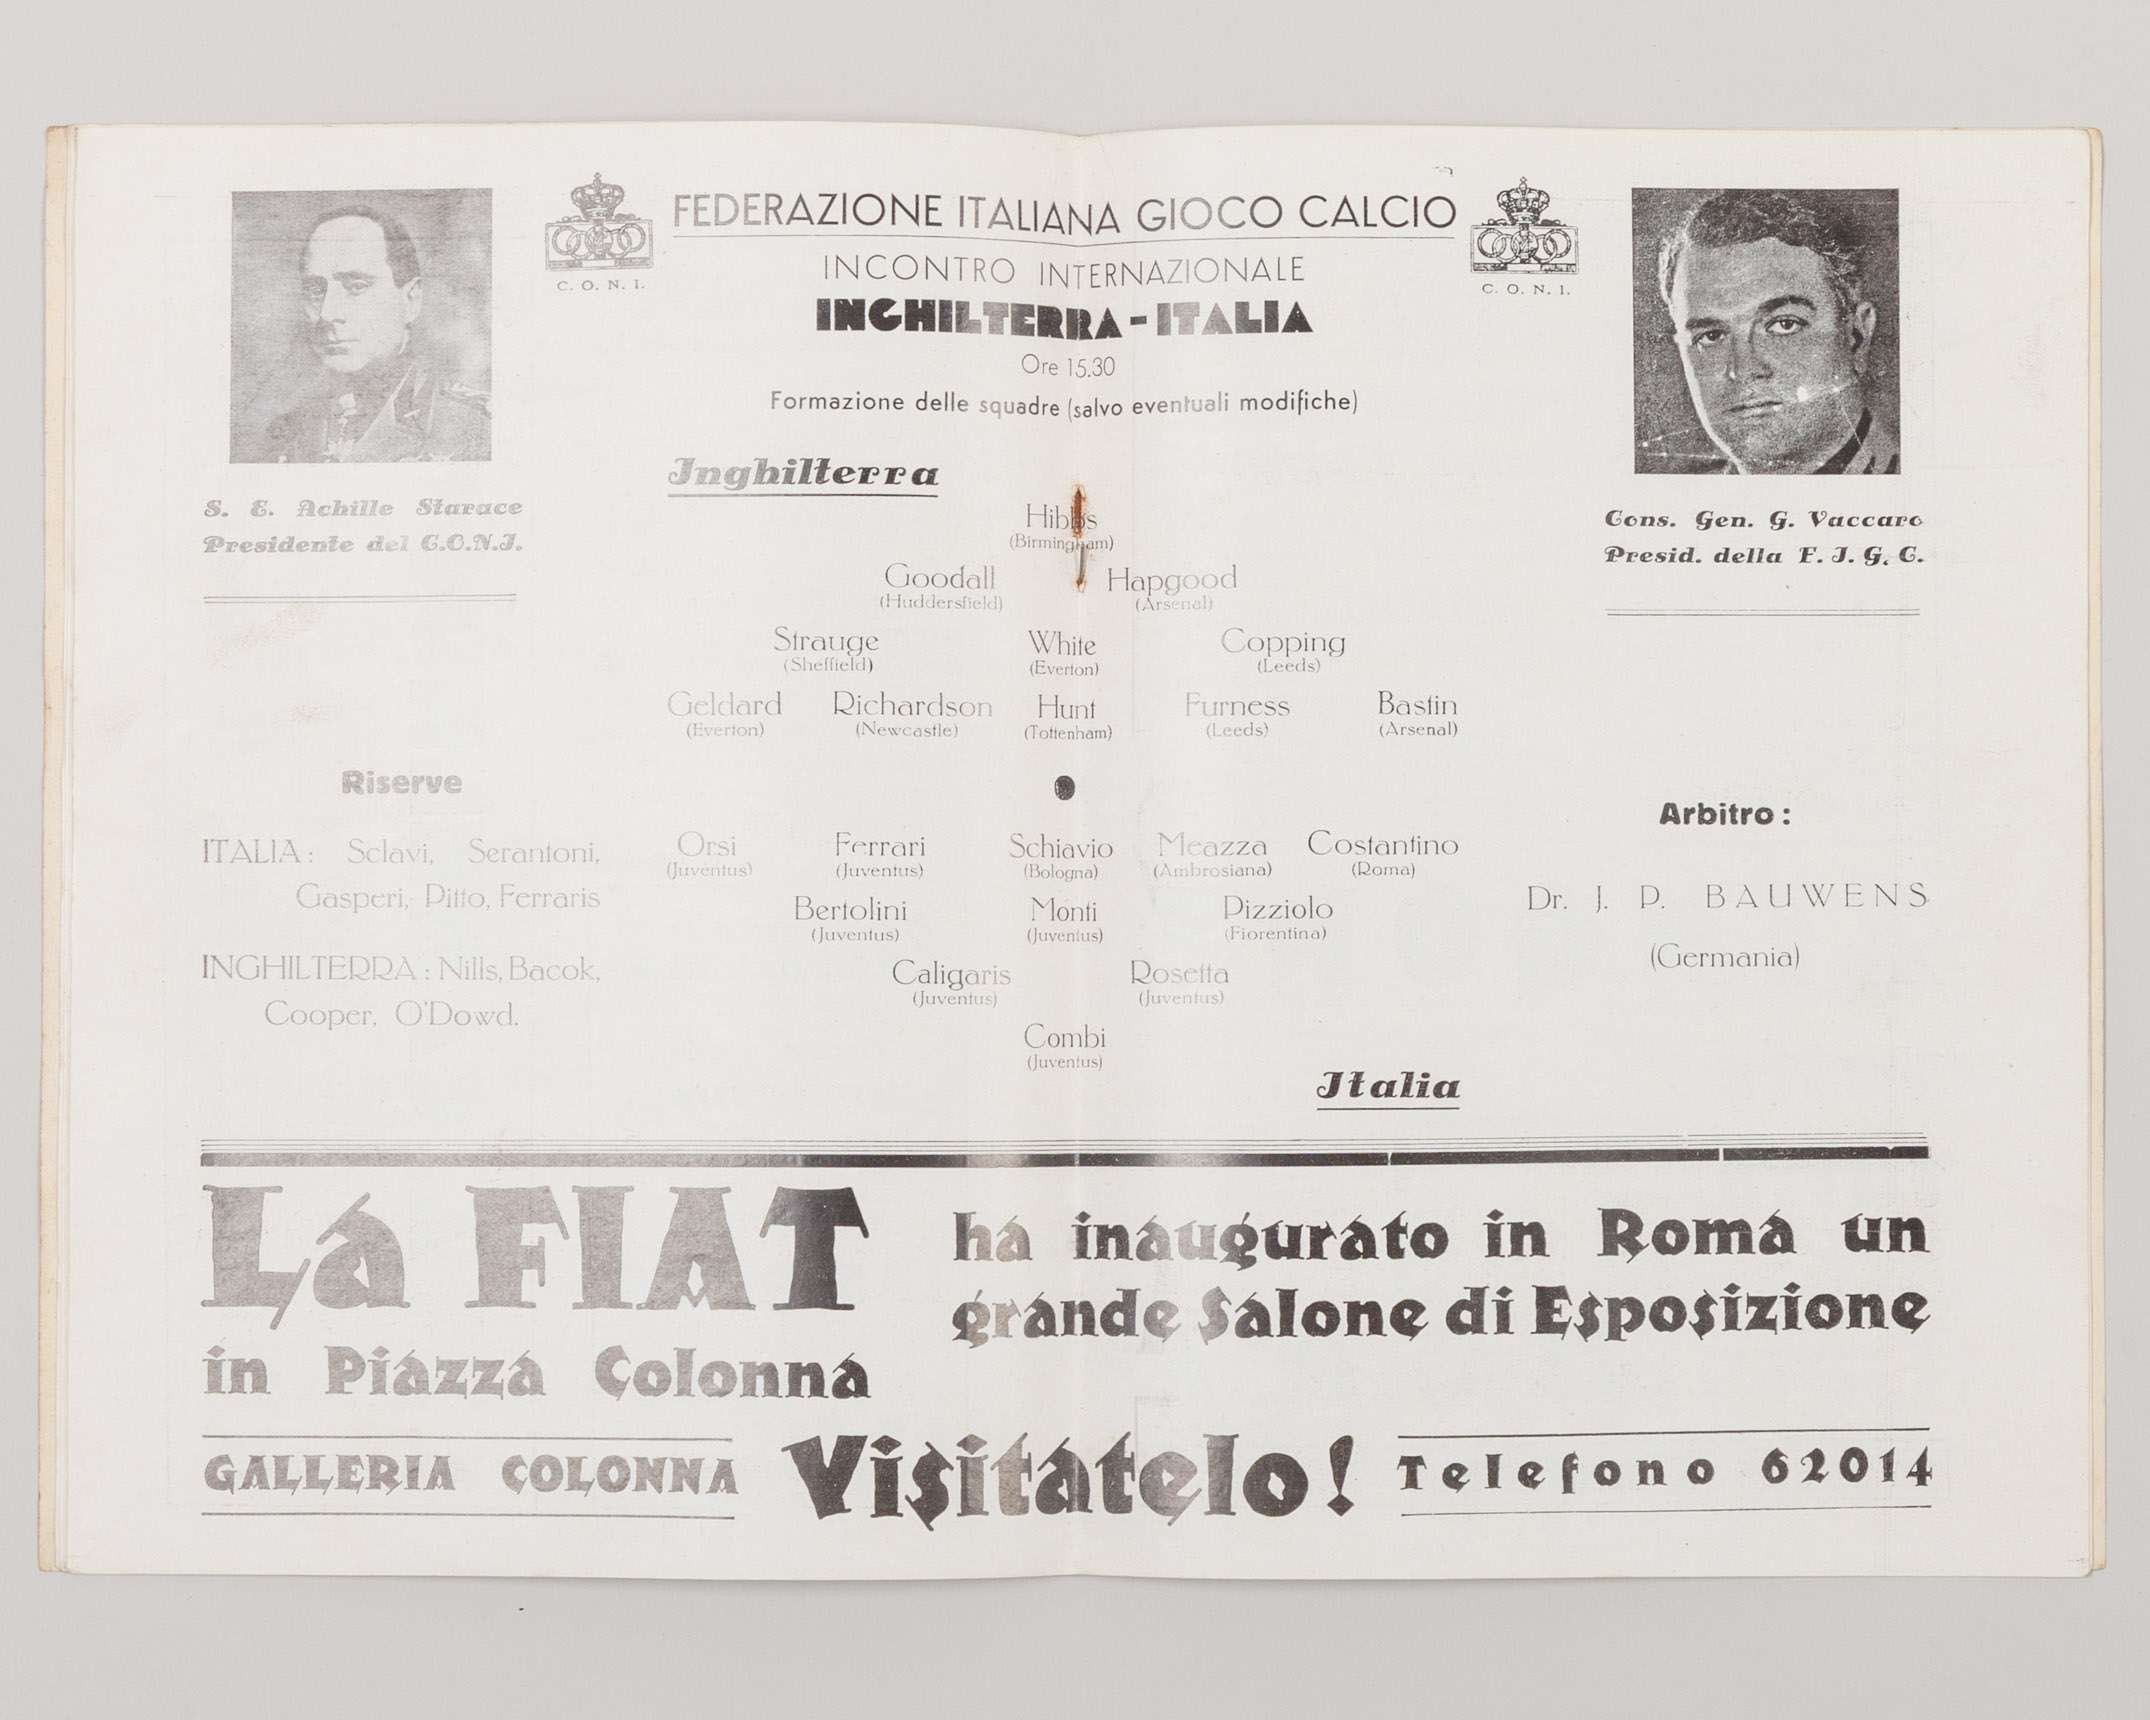 FEDERAZIONE ITALIANA GIOCO CALCIO
C. O. N. I.
C. O. N. I.
INCONTRO INTERNAZIONALE
INGHILTERRA - ITALIA
Ore 15.30
Formazione delle squadre (salvo eventuali modifiche)
S. E. Achille Starace
Presidente del C.O.N.I.
Cons. Gen. G. Vaccaro
Presid. della F. I. G. C.
Inghilterra
Hibbs
(Birmingham)
Goodall Hapgood
(Huddersfield) (Arsenal)
Strauge White Copping
(Sheffield) (Everton) (Leeds)
Geldard Richardson Hunt Furness Bastin
(Everton) (Newcastle) (Tottenham) (Leeds) (Arsenal)
Riserve
ITALIA: Sclavi, Serantoni,
Gasperi, Pitto, Ferraris
INGHILTERRA: Nills, Bacok,
Cooper, O'Dowd.
Orsi Ferrari Schiavio Meazza Costantino
(Juventus) (Juventus) (Bologna) (Ambrosiana) (Roma)
Bertolini Monti Pizziolo
(Juventus) (Juventus) (Fiorentina)
Caligaris Rosetta
(Juventus) (Juventus)
Combi
(Juventus)
Italia
Arbitro:
Dr. J. P. BAUWENS
(Germania)
La FIAT
in Piazza Colonna
ha inaugurato in Roma un
grande Salone di Esposizione
GALLERIA COLONNA
Visitatelo!
Telefono 62014